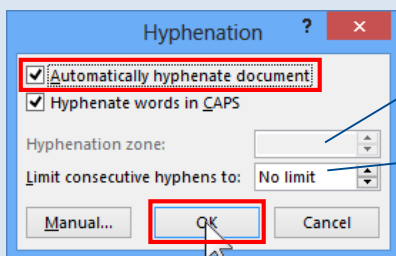 Hyphenation ?
Automatically hyphenate document
Hyphenate words in CAPS
Hyphenation zone:
Limit consecutive hyphens to: No limit
Manual... OK Cancel